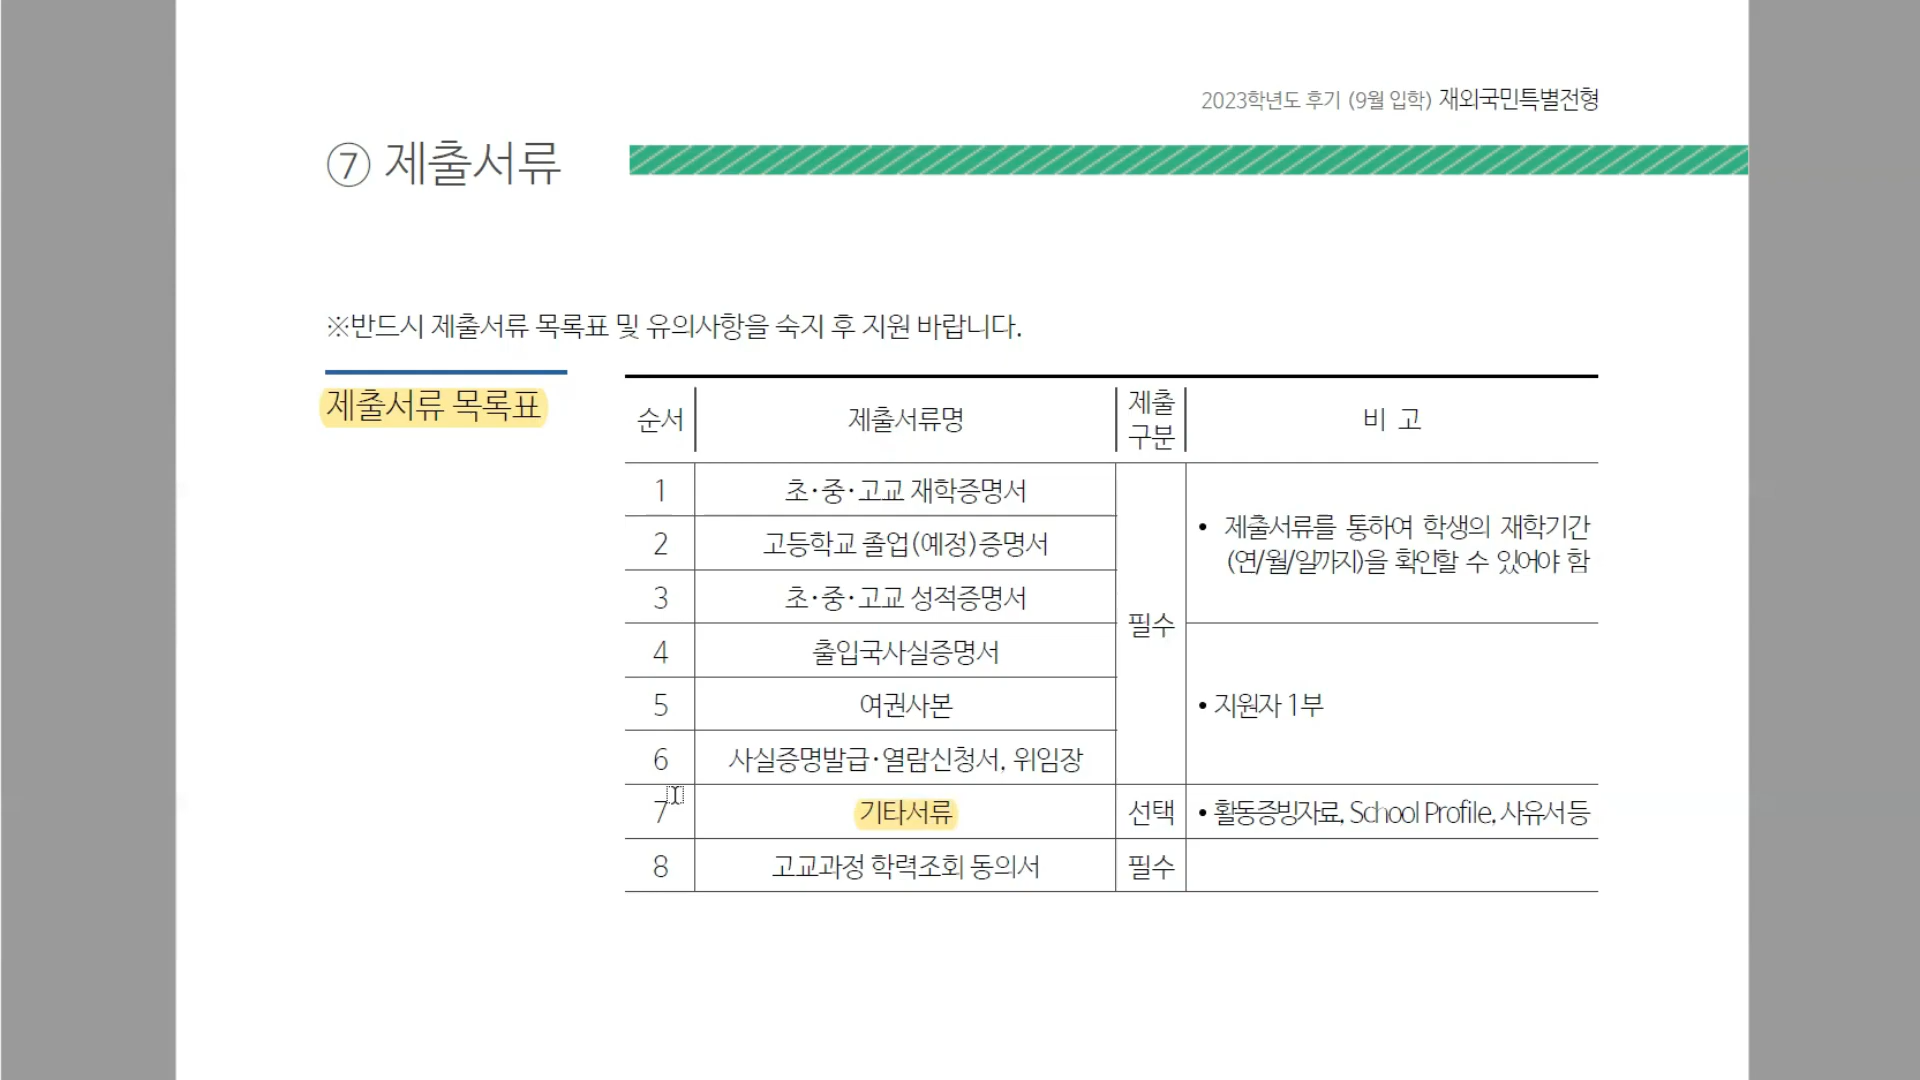 2023학년도 후기 (9월 입학) 재외국민특별전형
⑦ 제출서류
※반드시 제출서류 목록표 및 유의사항을 숙지 후 지원 바랍니다.
제출서류 목록표
순서 제출서류명 제출 구분 비 고
1 초·중·고교 재학증명서
2 고등학교 졸업(예정)증명서
3 초·중·고교 성적증명서
• 제출서류를 통하여 학생의 재학기간
(연/월/일까지)을 확인할 수 있어야 함
필수
4 출입국사실증명서
5 여권사본
• 지원자 1부
6 사실증명발급·열람신청서, 위임장
7 기타서류 선택 • 활동증빙자료, School Profile, 사유서 등
8 고교과정 학력조회 동의서 필수